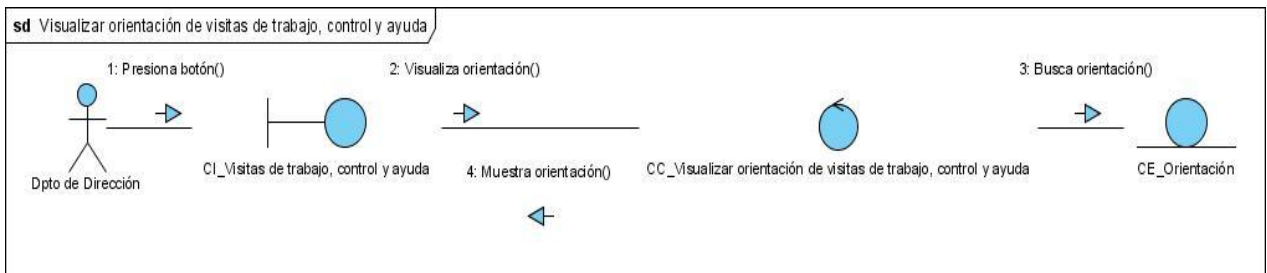 sd Visualizar orientación de visitas de trabajo, control y ayuda
1: Presiona botón()
2: Visualiza orientación()
3: Busca orientación()
Dpto de Dirección
CI_Visitas de trabajo, control y ayuda
4: Muestra orientación()
CC_Visualizar orientación de visitas de trabajo, control y ayuda
CE_Orientación